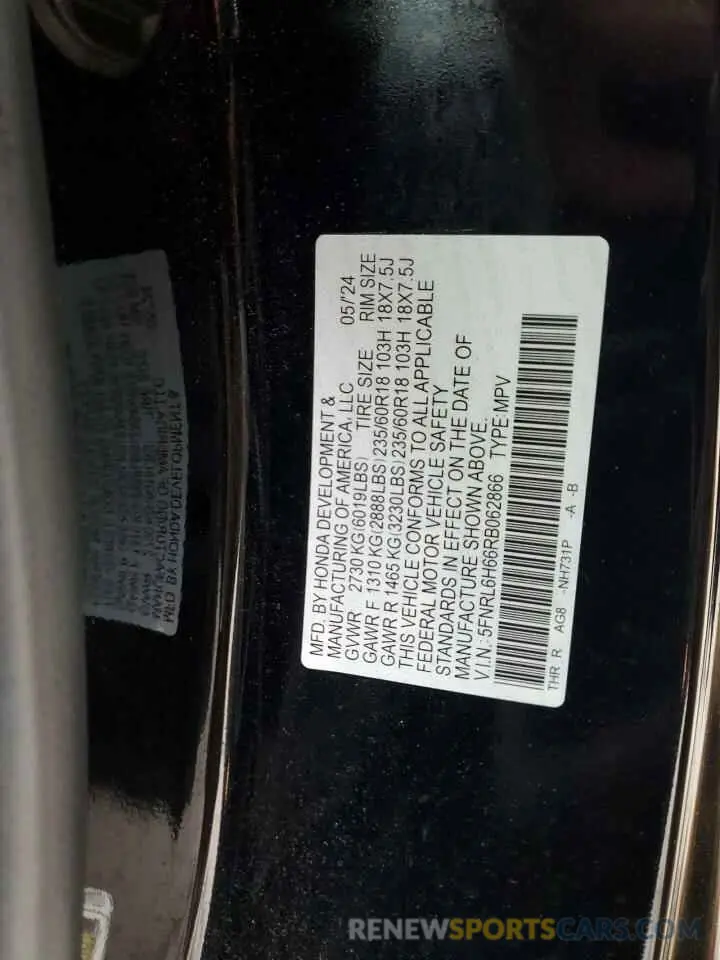 MFD. BY HONDA DEVELOPMENT &
MANUFACTURING OF AMERICA, LLC
GVWR 2730 KG(6019LBS) TIRE SIZE 05/'24 RIM SIZE
GAWR F 1310 KG(2888LBS) 235/60R18 103H 18X7.5J
GAWR R 1465 KG(3230LBS) 235/60R18 103H 18X7.5J
THIS VEHICLE CONFORMS TO ALL APPLICABLE
FEDERAL MOTOR VEHICLE SAFETY
STANDARDS IN EFFECT ON THE DATE OF
MANUFACTURE SHOWN ABOVE.
V.I.N.: 5FNRL6H66RB062866 TYPE:MPV
THR R AG8 -NH731P -A -B
RENEWSPORTSCARS.COM